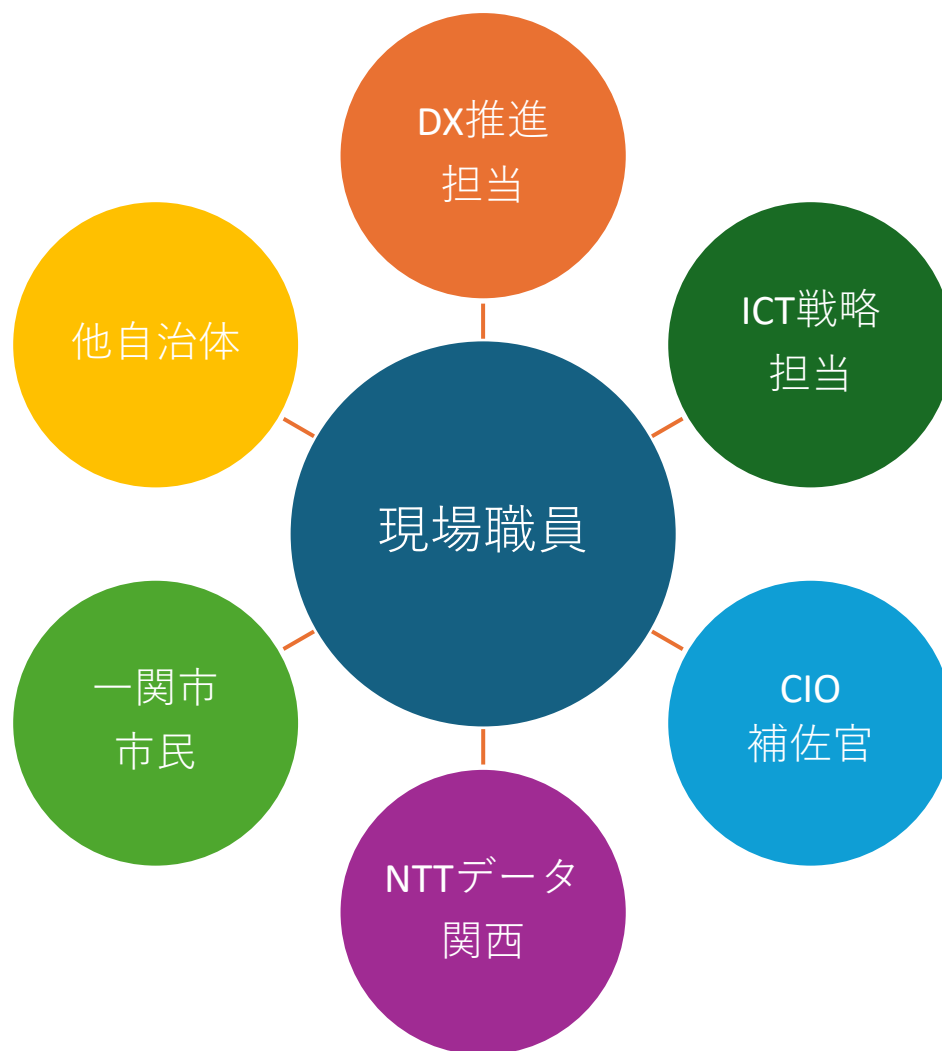 DX推進
担当
ICT戦略
担当
他自治体
現場職員
一関市
市民
CIO
補佐官
NTTデータ
関西